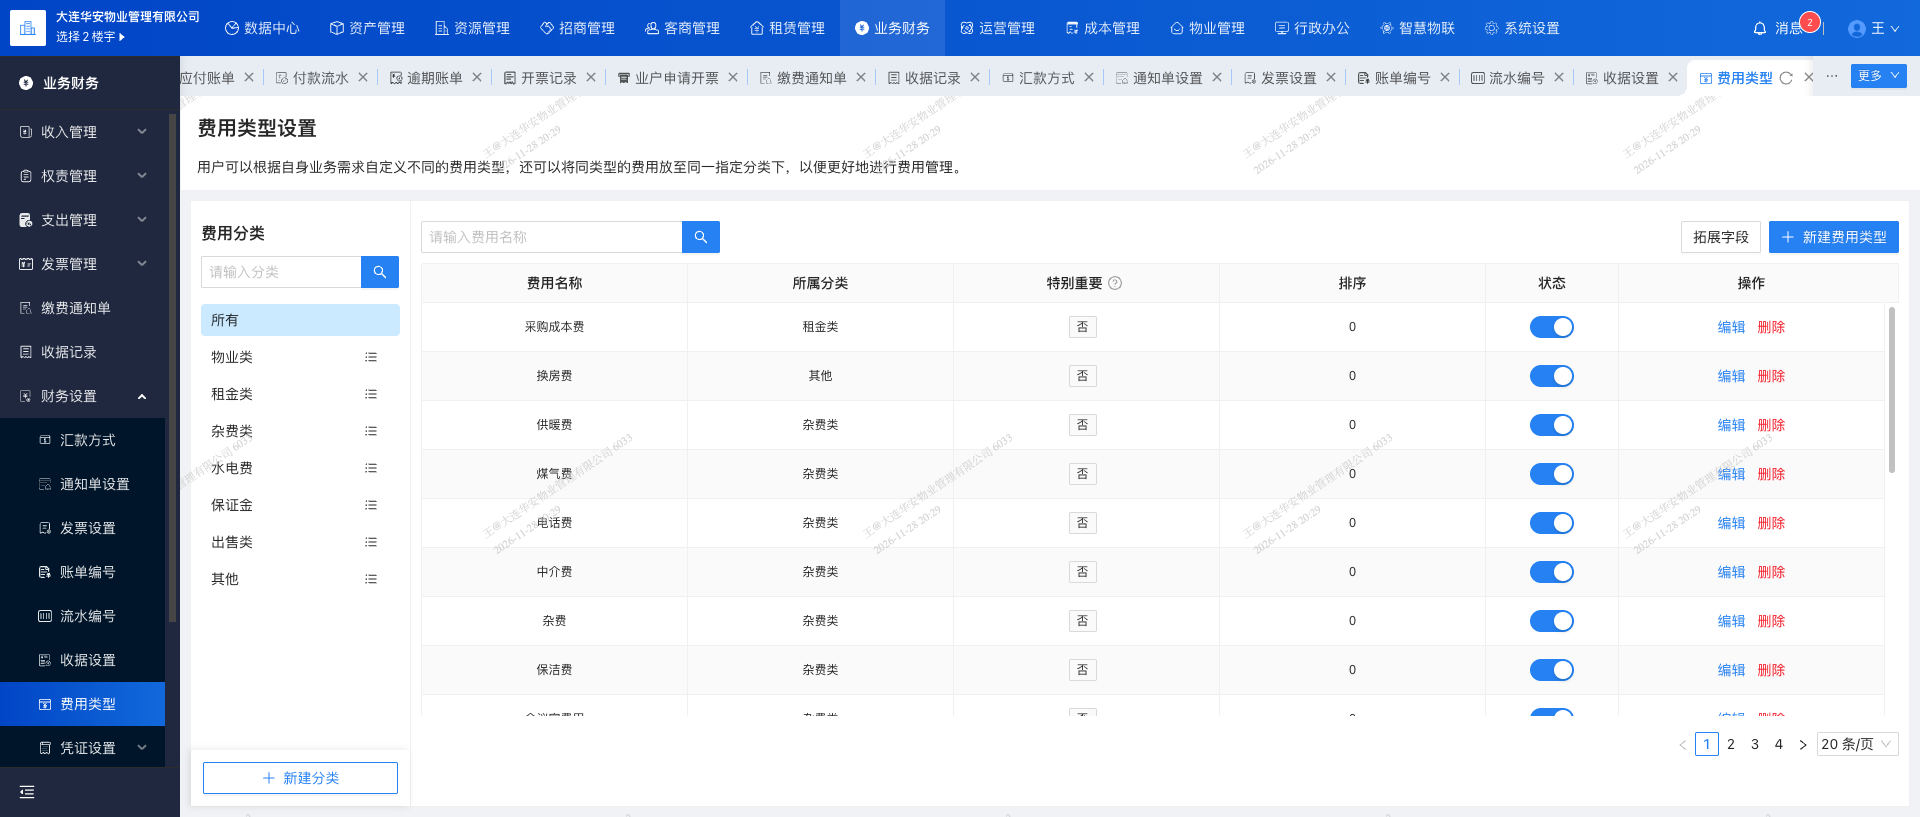 大连华安物业管理有限公司
选择 2 楼宇
数据中心 资产管理 资源管理 招商管理 客商管理 租赁管理 业务财务 运营管理 成本管理 物业管理 行政办公 智慧物联 系统设置 消息 2 王
业务财务
应付账单 付款流水 逾期账单 开票记录 业户申请开票 缴费通知单 收据记录 汇款方式 通知单设置 发票设置 账单编号 流水编号 收据设置 费用类型 ··· 更多
收入管理
权责管理
支出管理
发票管理
缴费通知单
收据记录
财务设置
汇款方式
通知单设置
发票设置
账单编号
流水编号
收据设置
费用类型
凭证设置
费用类型设置
用户可以根据自身业务需求自定义不同的费用类型，还可以将同类型的费用放至同一指定分类下，以便更好地进行费用管理。
费用分类
请输入分类
所有
物业类
租金类
杂费类
水电费
保证金
出售类
其他
新建分类
请输入费用名称
拓展字段 新建费用类型
费用名称 所属分类 特别重要 排序 状态 操作
采购成本费 租金类 否 0 编辑 删除
换房费 其他 否 0 编辑 删除
供暖费 杂费类 否 0 编辑 删除
煤气费 杂费类 否 0 编辑 删除
电话费 杂费类 否 0 编辑 删除
中介费 杂费类 否 0 编辑 删除
杂费 杂费类 否 0 编辑 删除
保洁费 杂费类 否 0 编辑 删除
1 2 3 4 20 条/页
王@大连华安物业管理有限公司 6033
2026-11-28 20:29